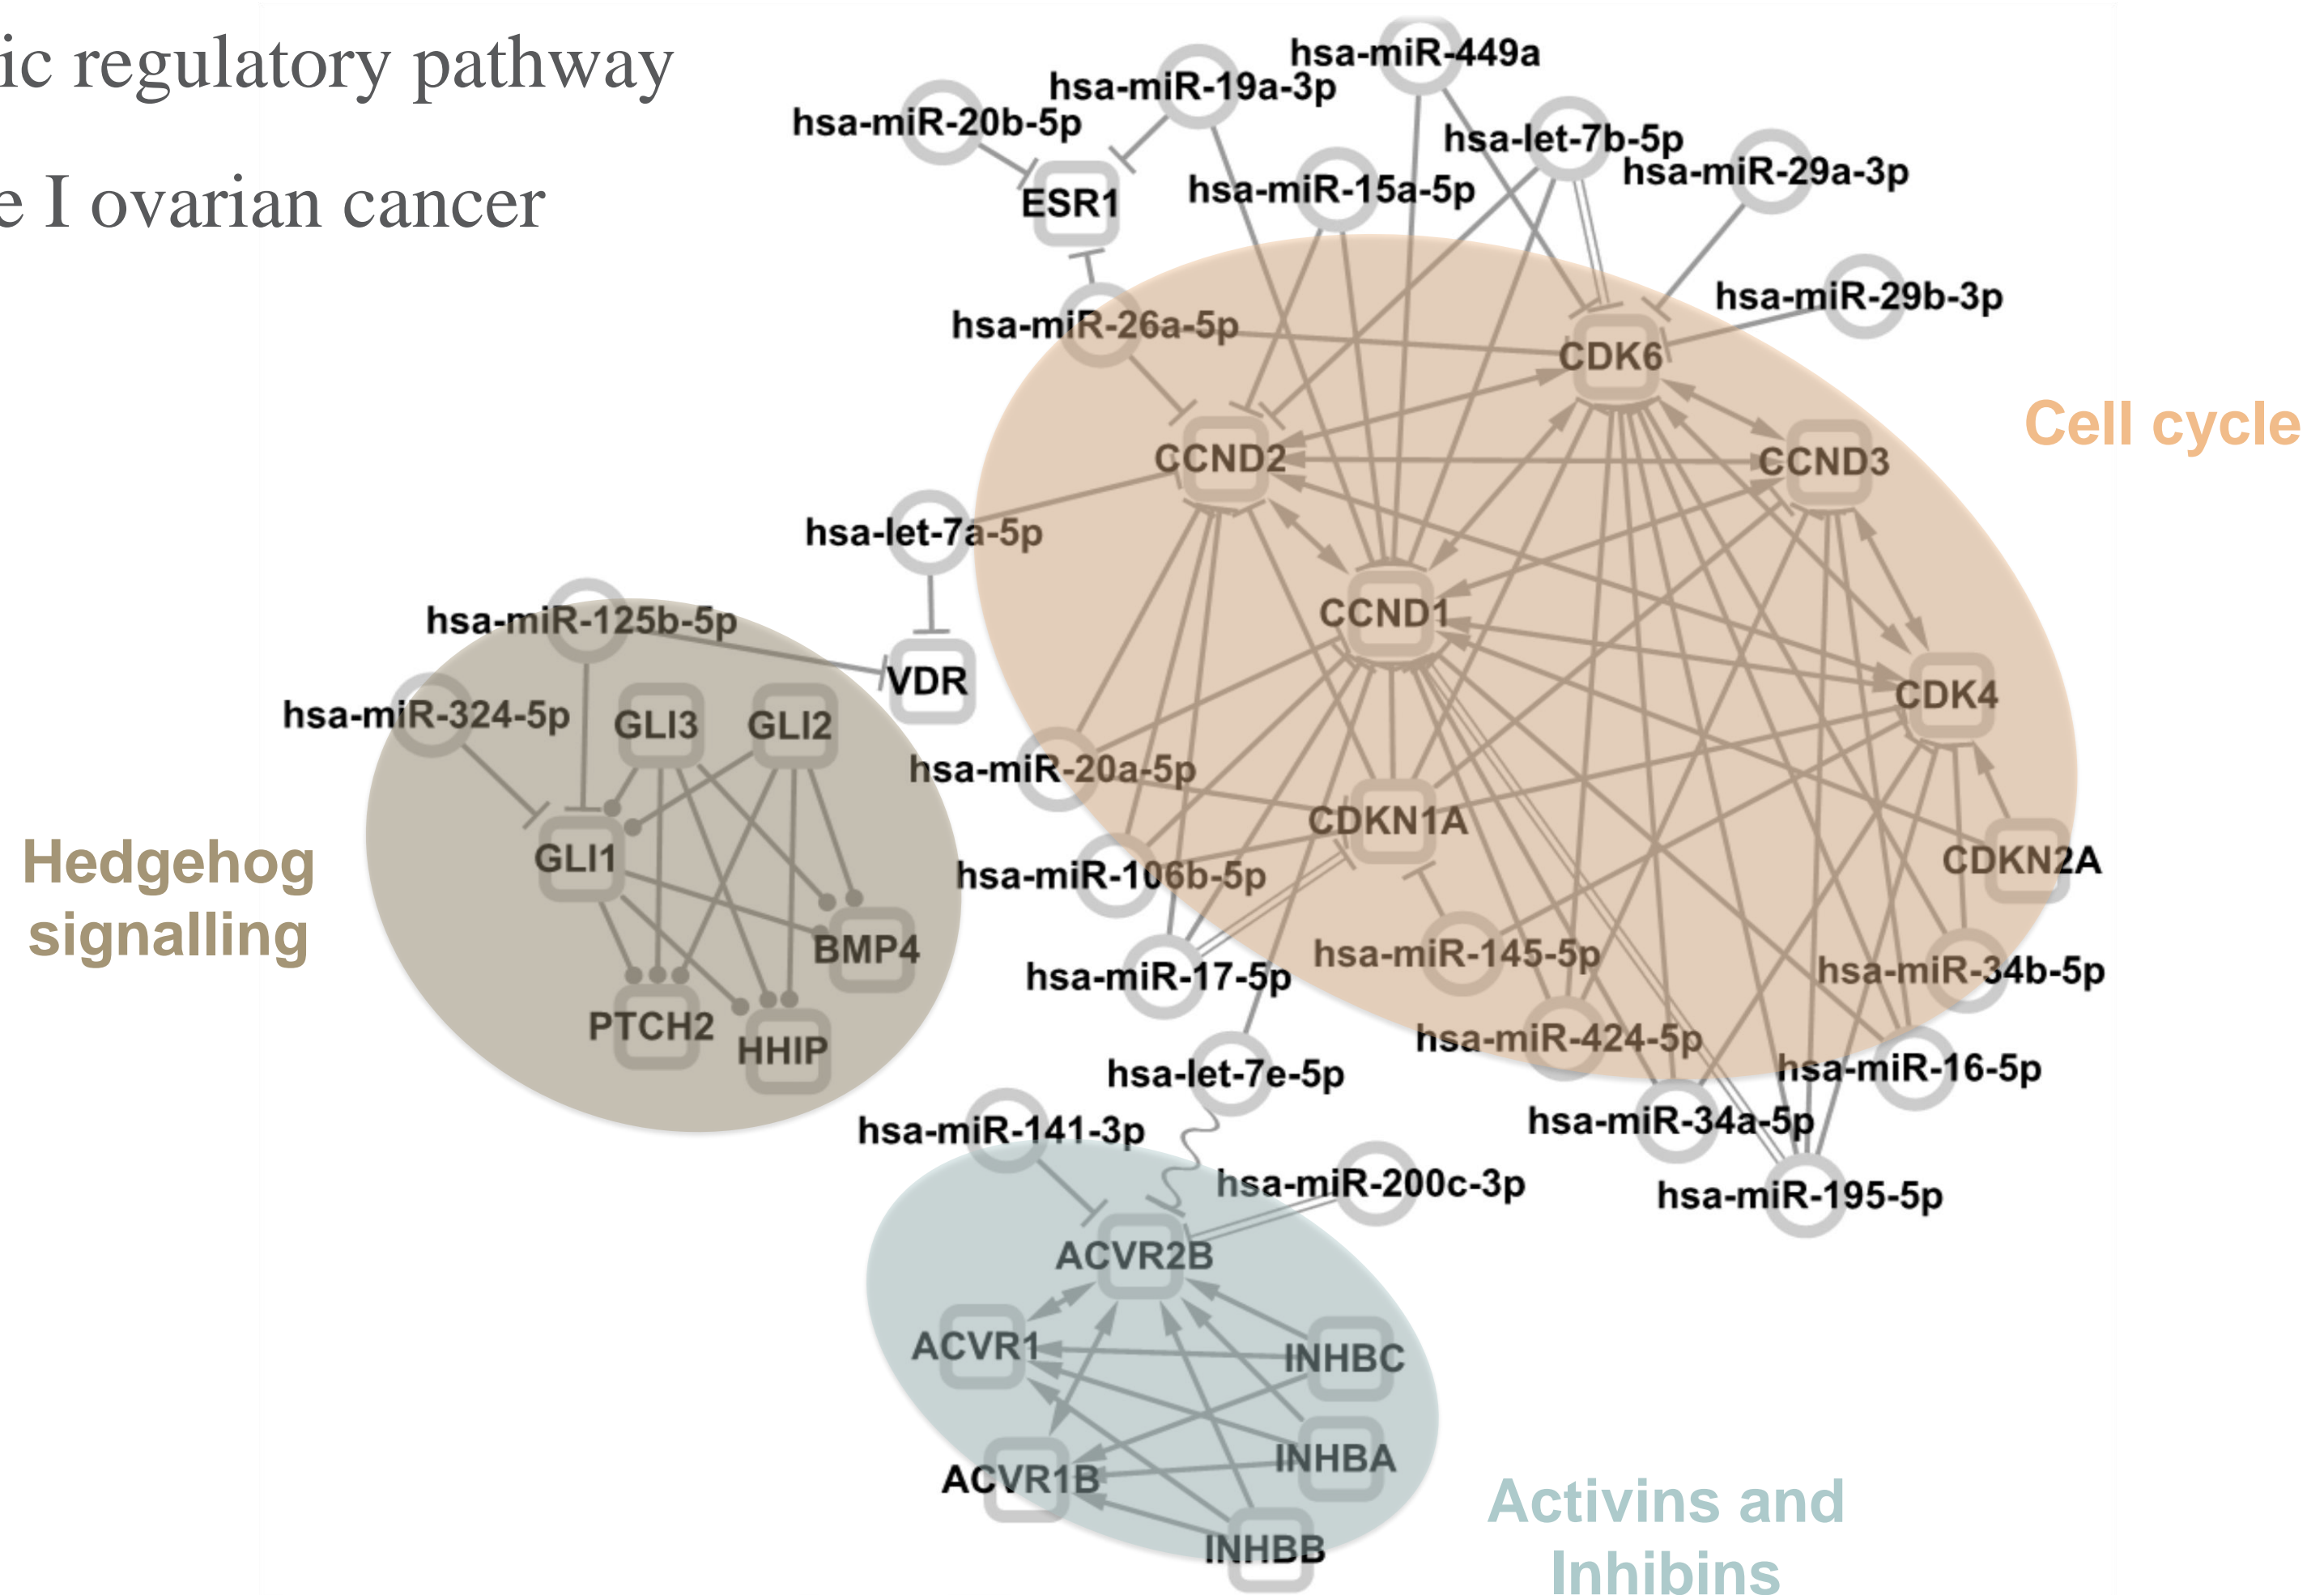 ic regulatory pathway
e I ovarian cancer
hsa-miR-449a
hsa-miR-19a-3p
hsa-miR-20b-5p
hsa-let-7b-5p
hsa-miR-29a-3p
hsa-miR-15a-5p
ESR1
hsa-miR-29b-3p
hsa-miR-26a-5p
CDK6
Cell cycle
CCND2
CCND3
hsa-let-7a-5p
CCND1
hsa-miR-125b-5p
VDR
CDK4
hsa-miR-324-5p
GLI3
GLI2
hsa-miR-20a-5p
CDKN1A
GLI1
CDKN2A
Hedgehog
signalling
hsa-miR-106b-5p
BMP4
hsa-miR-145-5p
hsa-miR-34b-5p
hsa-miR-17-5p
PTCH2
HHIP
hsa-miR-424-5p
hsa-miR-16-5p
hsa-let-7e-5p
hsa-miR-34a-5p
hsa-miR-141-3p
hsa-miR-200c-3p
hsa-miR-195-5p
ACVR2B
ACVR1
INHBC
INHBA
ACVR1B
Activins and
Inhibins
INHBB